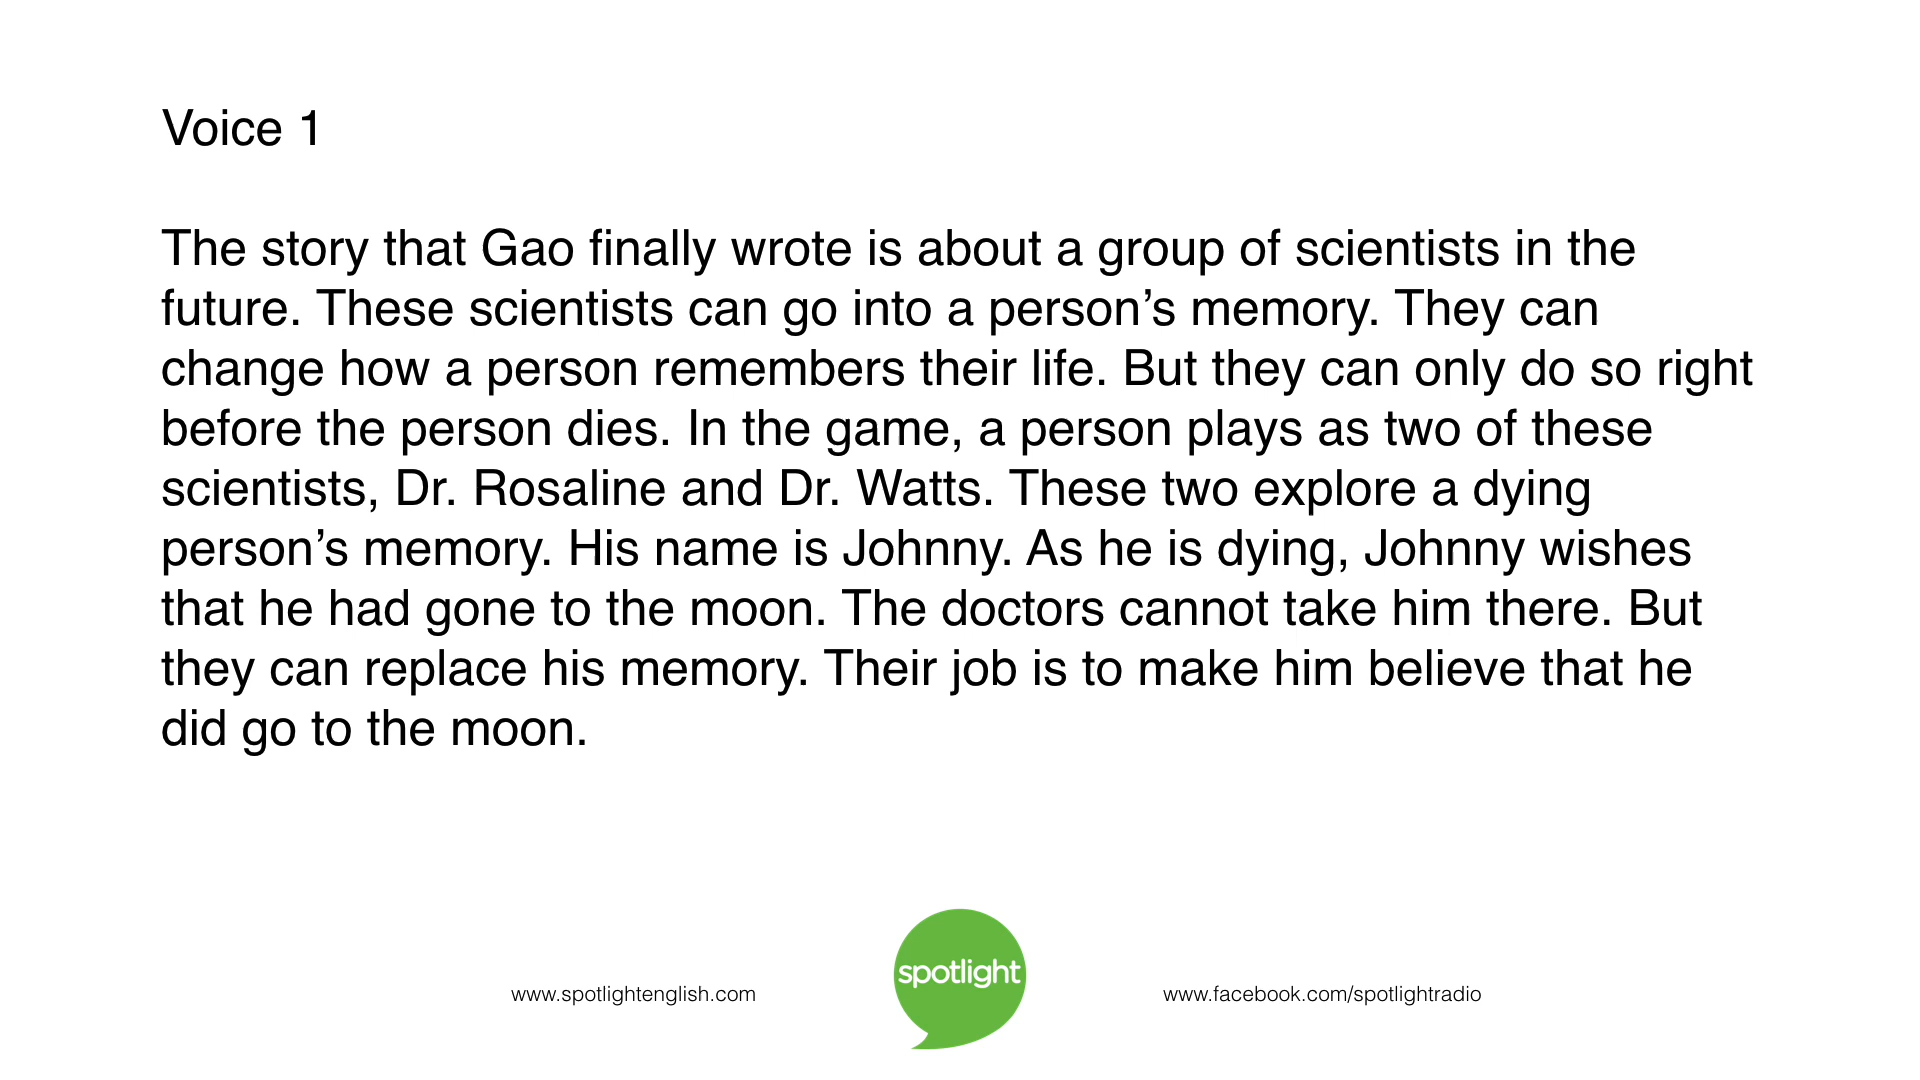 Voice 1
The story that Gao finally wrote is about a group of scientists in the
future. These scientists can go into a person’s memory. They can
change how a person remembers their life. But they can only do so right
before the person dies. In the game, a person plays as two of these
scientists, Dr. Rosaline and Dr. Watts. These two explore a dying
person’s memory. His name is Johnny. As he is dying, Johnny wishes
that he had gone to the moon. The doctors cannot take him there. But
they can replace his memory. Their job is to make him believe that he
did go to the moon.
spotlight
www.spotlightenglish.com
www.facebook.com/spotlightradio